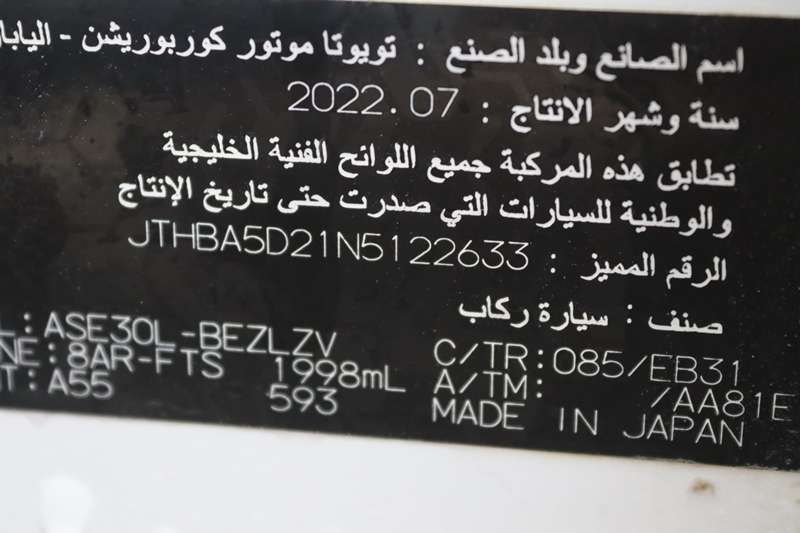 اسم الصانع وبلد الصنع : تويوتا موتور كوربوريشن - اليابا
سنة وشهر الانتاج : 2022.07
تطابق هذه المركبة جميع اللوائح الفنية الخليجية
والوطنية للسيارات التي صدرت حتى تاريخ الإنتاج
الرقم المميز : JTHBA5D21N5122633
صنف : سيارة ركاب
L:ASE30L-BEZLZV
NE:8AR-FTS 1998mL C/TR:085/EB31
NT:A55 593 A/TM: /AA81E
MADE IN JAPAN